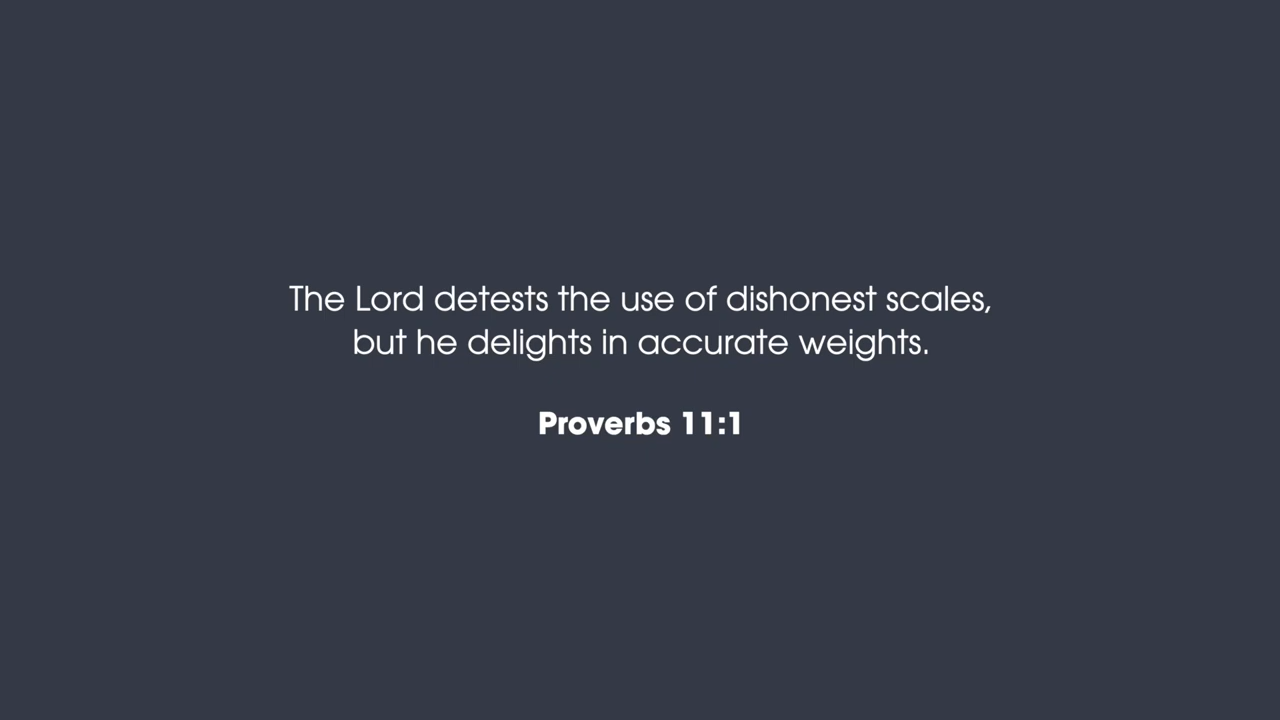 The Lord detests the use of dishonest scales,
but he delights in accurate weights.
Proverbs 11:1